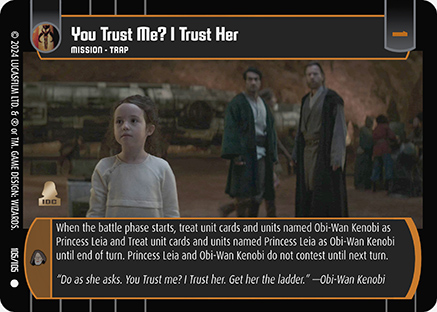 You Trust Me? I Trust Her
MISSION - TRAP
© 2024 LUCASFILM LTD. & ® or TM. GAME DESIGN: WIZARDS.
IDC
When the battle phase starts, treat unit cards and units named Obi-Wan Kenobi as
Princess Leia and Treat unit cards and units named Princess Leia as Obi-Wan Kenobi
until end of turn. Princess Leia and Obi-Wan Kenobi do not contest until next turn.
"Do as she asks. You Trust me? I Trust her. Get her the ladder." —Obi-Wan Kenobi
105/105